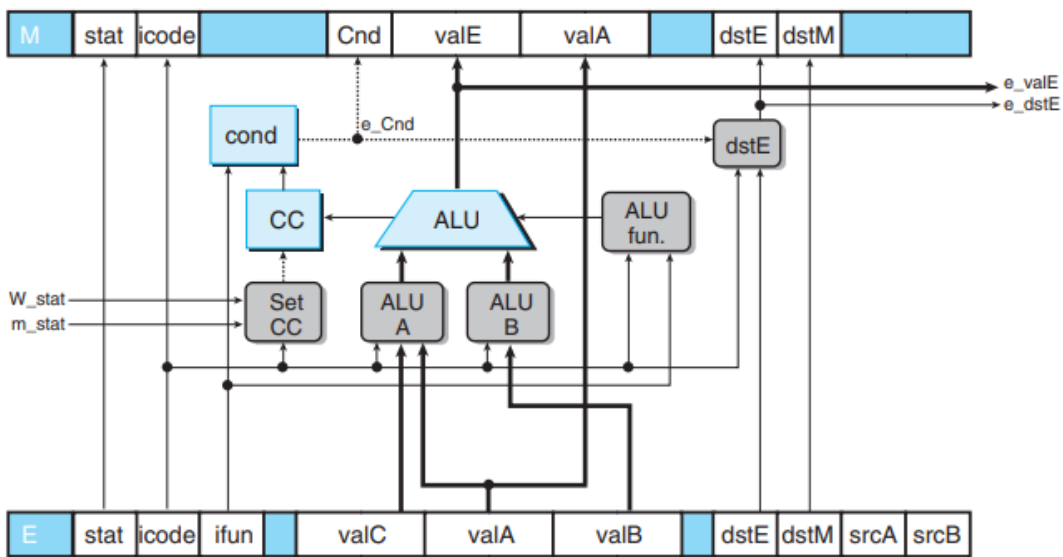 M stat icode Cnd valE valA dstE dstM
e_valE
e_dstE
e_Cnd
cond
dstE
CC
ALU
ALU
fun.
W_stat
m_stat
Set
CC
ALU
A
ALU
B
E stat icode ifun valC valA valB dstE dstM srcA srcB